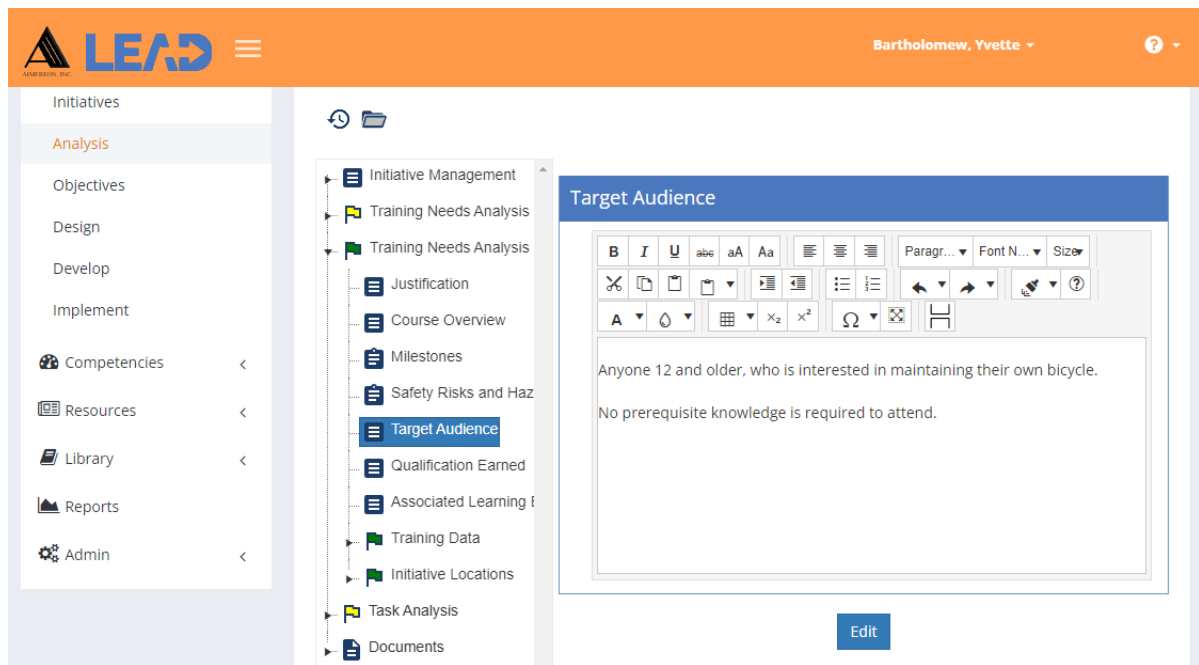 AIMEREON, INC.
LEAD
Bartholomew, Yvette
Initiatives
Analysis
Objectives
Design
Develop
Implement
Competencies
Resources
Library
Reports
Admin
Initiative Management
Training Needs Analysis
Training Needs Analysis
Justification
Course Overview
Milestones
Safety Risks and Haz
Target Audience
Qualification Earned
Associated Learning E
Training Data
Initiative Locations
Task Analysis
Documents
Target Audience
B I U abc aA Aa Paragr... Font N... Size
A Ω ×₂ ×²
Anyone 12 and older, who is interested in maintaining their own bicycle.
No prerequisite knowledge is required to attend.
Edit